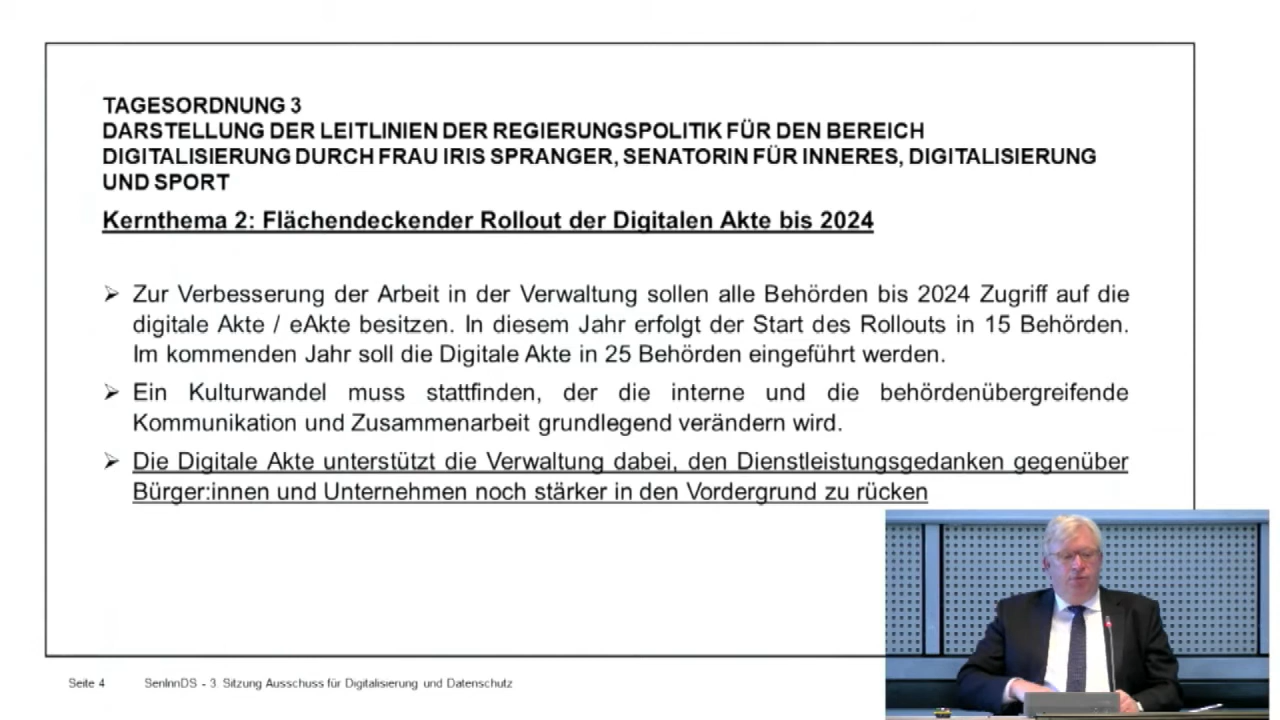 TAGESORDNUNG 3
DARSTELLUNG DER LEITLINIEN DER REGIERUNGSPOLITIK FÜR DEN BEREICH
DIGITALISIERUNG DURCH FRAU IRIS SPRANGER, SENATORIN FÜR INNERES, DIGITALISIERUNG
UND SPORT
Kernthema 2: Flächendeckender Rollout der Digitalen Akte bis 2024
➢ Zur Verbesserung der Arbeit in der Verwaltung sollen alle Behörden bis 2024 Zugriff auf die
digitale Akte / eAkte besitzen. In diesem Jahr erfolgt der Start des Rollouts in 15 Behörden.
Im kommenden Jahr soll die Digitale Akte in 25 Behörden eingeführt werden.
➢ Ein Kulturwandel muss stattfinden, der die interne und die behördenübergreifende
Kommunikation und Zusammenarbeit grundlegend verändern wird.
➢ Die Digitale Akte unterstützt die Verwaltung dabei, den Dienstleistungsgedanken gegenüber
Bürger:innen und Unternehmen noch stärker in den Vordergrund zu rücken
Seite 4 SenInnDS - 3. Sitzung Ausschuss für Digitalisierung und Datenschutz